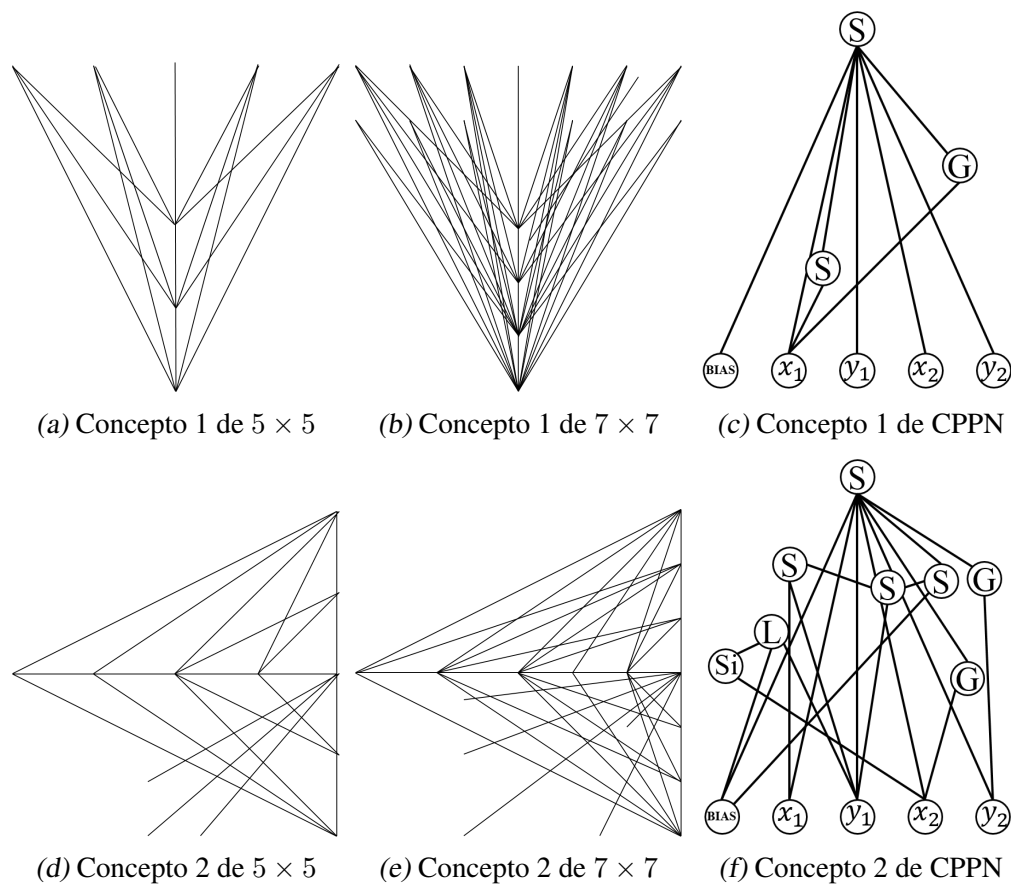 S
G
S
BIAS x₁ y₁ x₂ y₂
(a) Concepto 1 de 5 × 5 (b) Concepto 1 de 7 × 7 (c) Concepto 1 de CPPN
S
S S S G
L
Si G
BIAS x₁ y₁ x₂ y₂
(d) Concepto 2 de 5 × 5 (e) Concepto 2 de 7 × 7 (f) Concepto 2 de CPPN